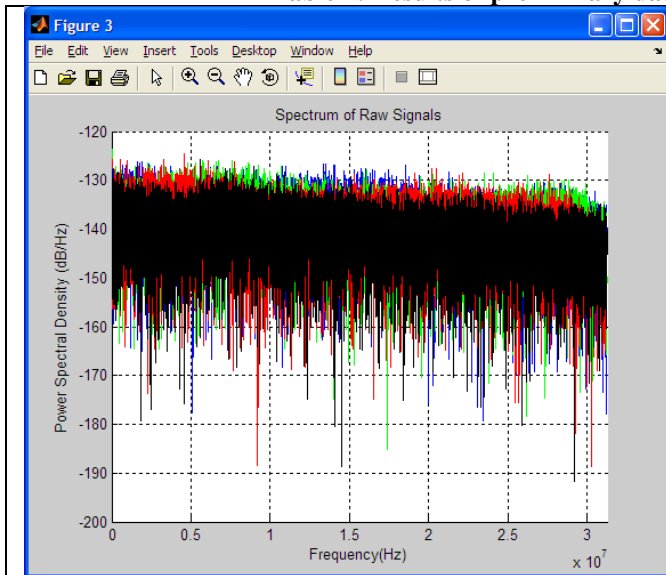 Figure 3
File Edit View Insert Tools Desktop Window Help
Spectrum of Raw Signals
-120
-130
-140
-150
-160
-170
-180
-190
-200
Power Spectral Density (dB/Hz)
0 0.5 1 1.5 2 2.5 3
x 10^7
Frequency(Hz)